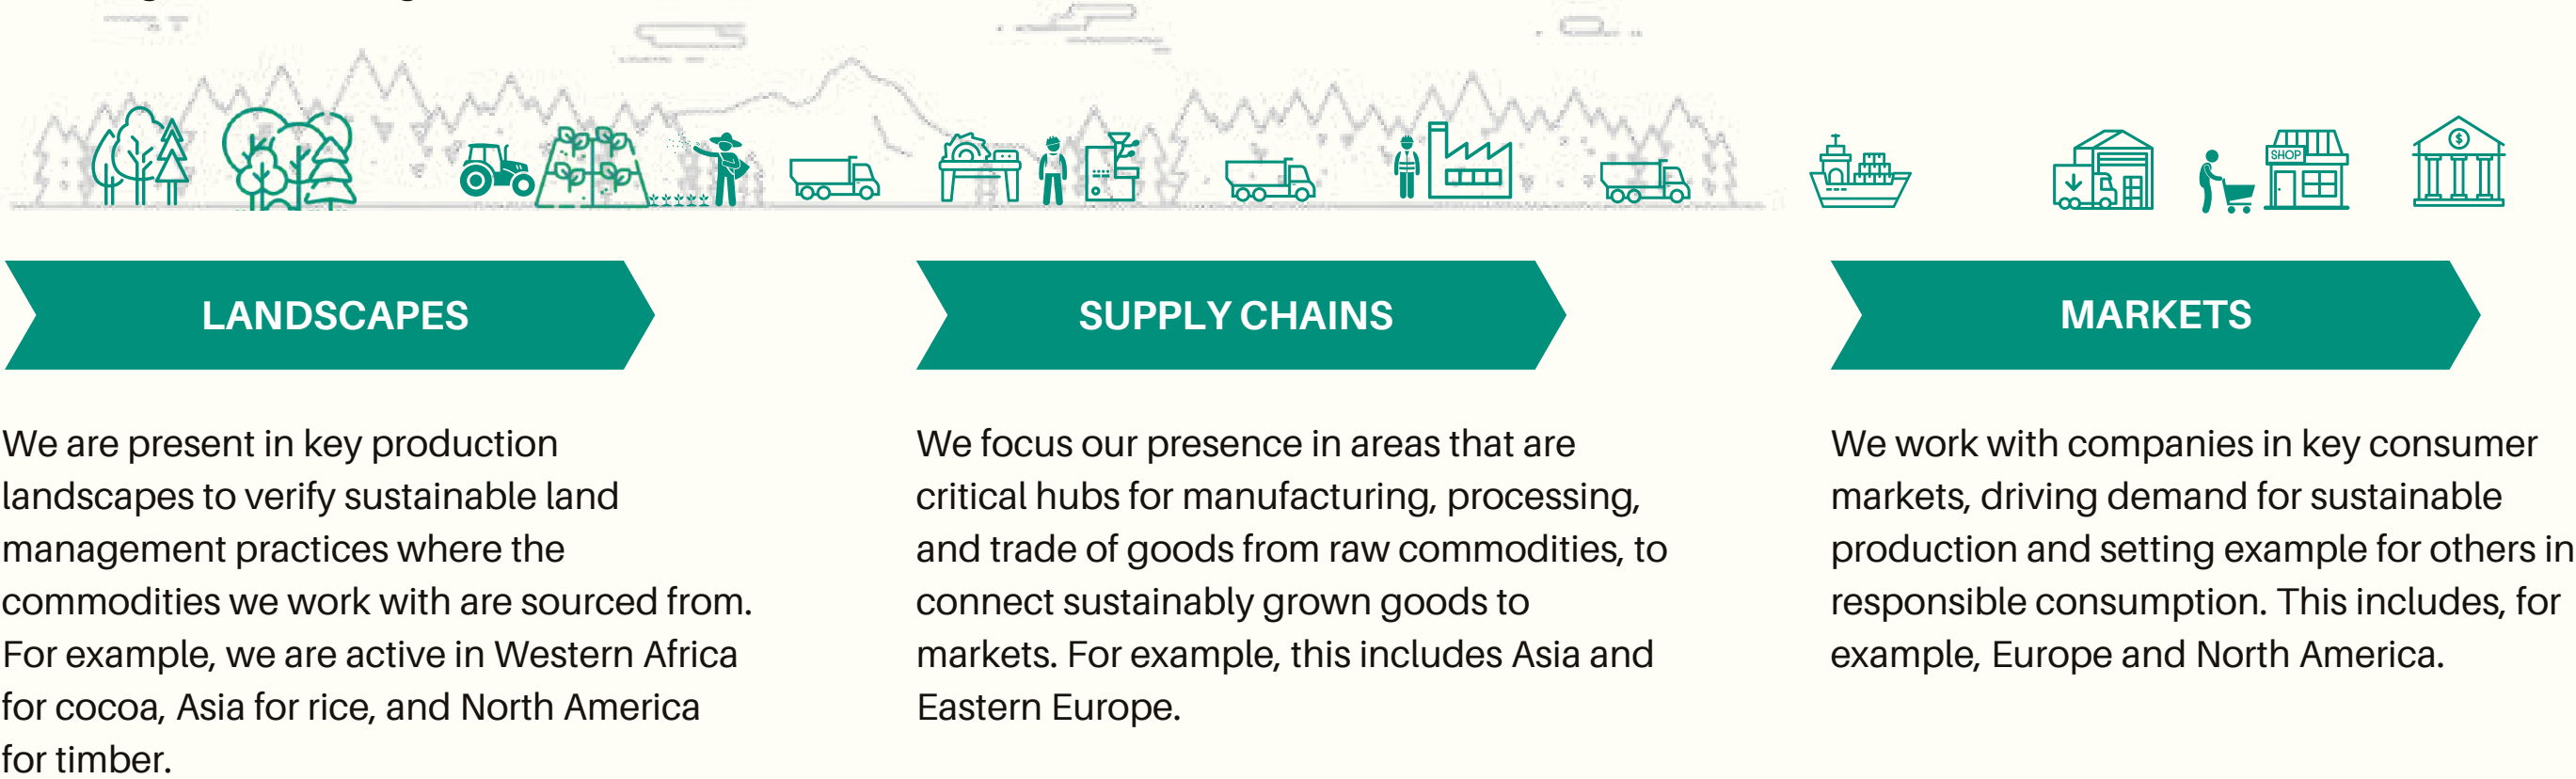 SHOP
$
LANDSCAPES
We are present in key production
landscapes to verify sustainable land
management practices where the
commodities we work with are sourced from.
For example, we are active in Western Africa
for cocoa, Asia for rice, and North America
for timber.
SUPPLY CHAINS
We focus our presence in areas that are
critical hubs for manufacturing, processing,
and trade of goods from raw commodities, to
connect sustainably grown goods to
markets. For example, this includes Asia and
Eastern Europe.
MARKETS
We work with companies in key consumer
markets, driving demand for sustainable
production and setting example for others in
responsible consumption. This includes, for
example, Europe and North America.